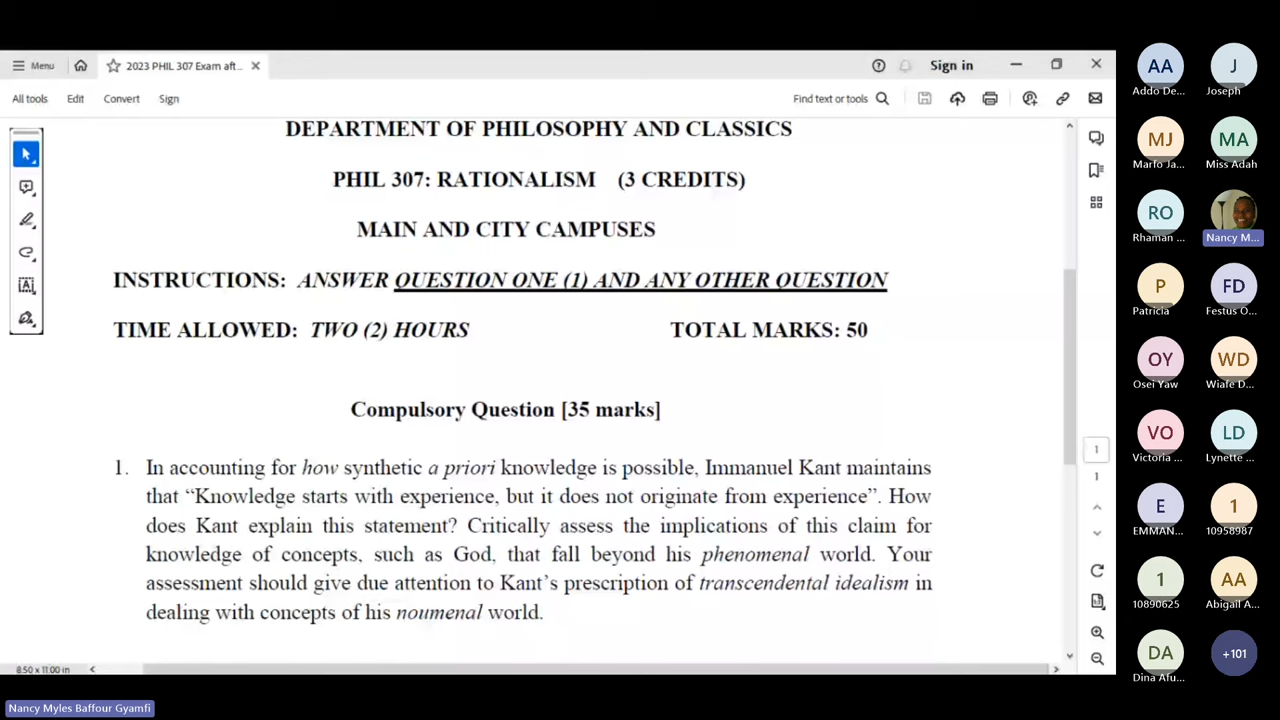 Menu
2023 PHIL 307 Exam aft...
Sign in
All tools
Edit
Convert
Sign
Find text or tools
DEPARTMENT OF PHILOSOPHY AND CLASSICS
PHIL 307: RATIONALISM (3 CREDITS)
MAIN AND CITY CAMPUSES
INSTRUCTIONS: ANSWER QUESTION ONE (1) AND ANY OTHER QUESTION
TIME ALLOWED: TWO (2) HOURS TOTAL MARKS: 50
Compulsory Question [35 marks]
1. In accounting for how synthetic a priori knowledge is possible, Immanuel Kant maintains
that “Knowledge starts with experience, but it does not originate from experience”. How
does Kant explain this statement? Critically assess the implications of this claim for
knowledge of concepts, such as God, that fall beyond his phenomenal world. Your
assessment should give due attention to Kant’s prescription of transcendental idealism in
dealing with concepts of his noumenal world.
1
1
8.50 x 11.00 in
AA
Addo De...
J
Joseph
MJ
Marfo Ja...
MA
Miss Adah
RO
Rhaman ...
Nancy M...
P
Patricia
FD
Festus O...
OY
Osei Yaw
WD
Wiafe D...
VO
Victoria ...
LD
Lynette ...
E
EMMAN...
1
10958987
1
10890625
AA
Abigail A...
DA
Dina Afu...
+101
Nancy Myles Baffour Gyamfi